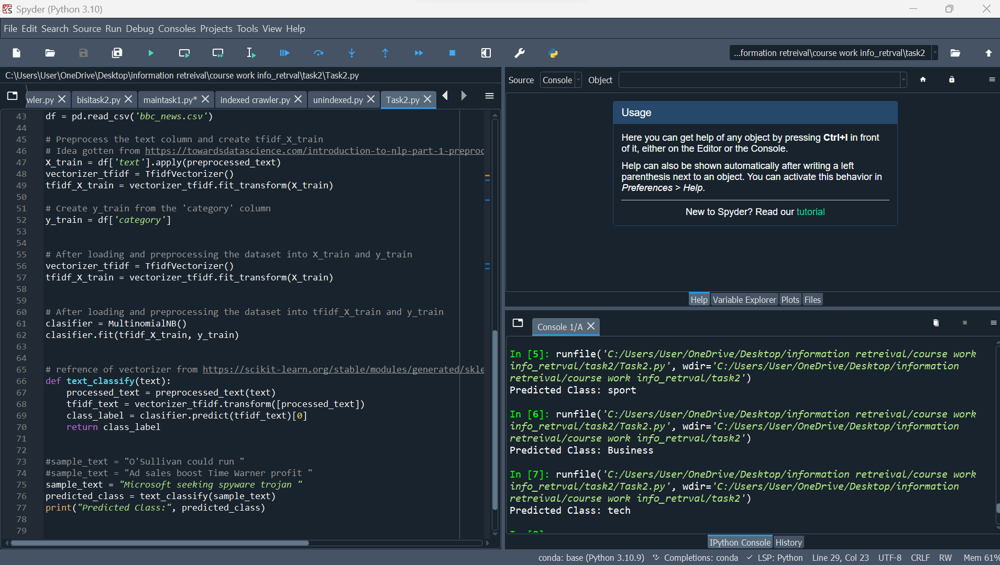 Spyder (Python 3.10)
File Edit Search Source Run Debug Consoles Projects Tools View Help
...formation retreival\course work info_retrval\task2
C:\Users\User\OneDrive\Desktop\information retreival\course work info_retrval\task2\Task2.py
wler.py bisitask2.py maintask1.py* indexed crawler.py unindexed.py Task2.py
43 df = pd.read_csv('bbc_news.csv')
44
45 # Preprocess the text column and create tfidf_X_train
46 # Idea gotten from https://towardsdatascience.com/introduction-to-nlp-part-1-preproc
47 X_train = df['text'].apply(preprocessed_text)
48 vectorizer_tfidf = TfidfVectorizer()
49 tfidf_X_train = vectorizer_tfidf.fit_transform(X_train)
50
51 # Create y_train from the 'category' column
52 y_train = df['category']
53
54
55 # After loading and preprocessing the dataset into X_train and y_train
56 vectorizer_tfidf = TfidfVectorizer()
57 tfidf_X_train = vectorizer_tfidf.fit_transform(X_train)
58
59
60 # After loading and preprocessing the dataset into tfidf_X_train and y_train
61 clasifier = MultinomialNB()
62 clasifier.fit(tfidf_X_train, y_train)
63
64
65 # refrence of vectorizer from https://scikit-learn.org/stable/modules/generated/skle
66 def text_classify(text):
67     processed_text = preprocessed_text(text)
68     tfidf_text = vectorizer_tfidf.transform([processed_text])
69     class_label = clasifier.predict(tfidf_text)[0]
70     return class_label
71
72
73 #sample_text = "O'Sullivan could run "
74 #sample_text = "Ad sales boost Time Warner profit "
75 sample_text = "Microsoft seeking spyware trojan "
76 predicted_class = text_classify(sample_text)
77 print("Predicted Class:", predicted_class)
78
79
Source Console Object
Usage
Here you can get help of any object by pressing Ctrl+I in front
of it, either on the Editor or the Console.
Help can also be shown automatically after writing a left
parenthesis next to an object. You can activate this behavior in
Preferences > Help.
New to Spyder? Read our tutorial
Help Variable Explorer Plots Files
Console 1/A
In [5]: runfile('C:/Users/User/OneDrive/Desktop/information retreival/course work
info_retrval/task2/Task2.py', wdir='C:/Users/User/OneDrive/Desktop/information
retreival/course work info_retrval/task2')
Predicted Class: sport
In [6]: runfile('C:/Users/User/OneDrive/Desktop/information retreival/course work
info_retrval/task2/Task2.py', wdir='C:/Users/User/OneDrive/Desktop/information
retreival/course work info_retrval/task2')
Predicted Class: Business
In [7]: runfile('C:/Users/User/OneDrive/Desktop/information retreival/course work
info_retrval/task2/Task2.py', wdir='C:/Users/User/OneDrive/Desktop/information
retreival/course work info_retrval/task2')
Predicted Class: tech
IPython Console History
conda: base (Python 3.10.9) Completions: conda LSP: Python Line 29, Col 23 UTF-8 CRLF RW Mem 61%